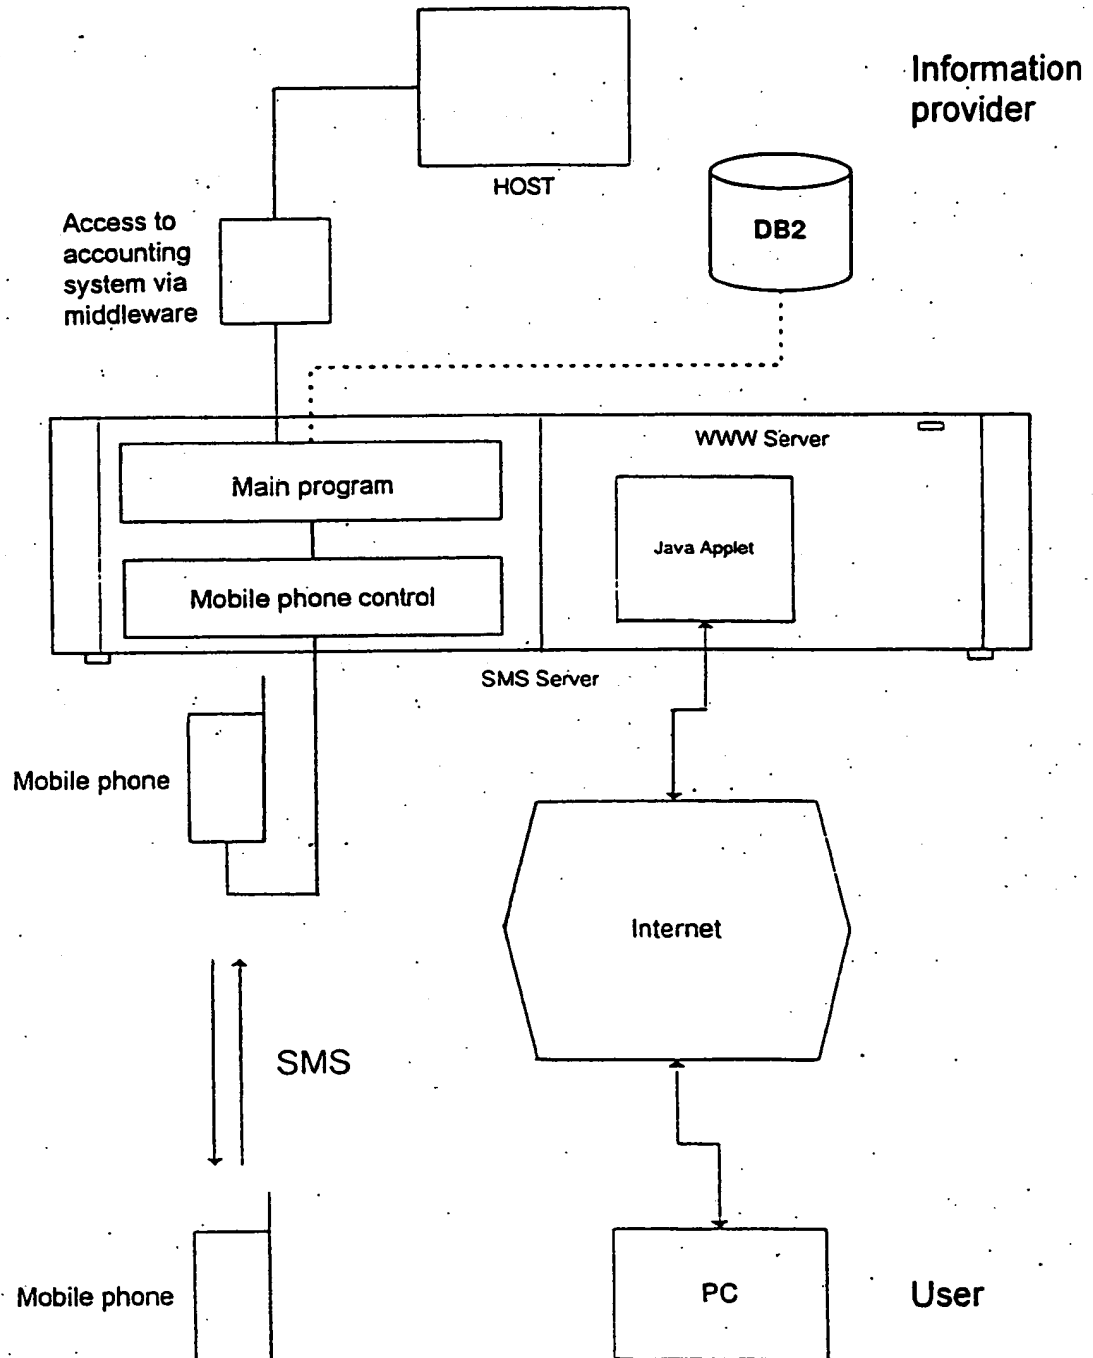 Information
provider
HOST
DB2
Access to
accounting
system via
middleware
WWW Server
Main program
Java Applet
Mobile phone control
SMS Server
Mobile phone
Internet
SMS
Mobile phone
PC
User